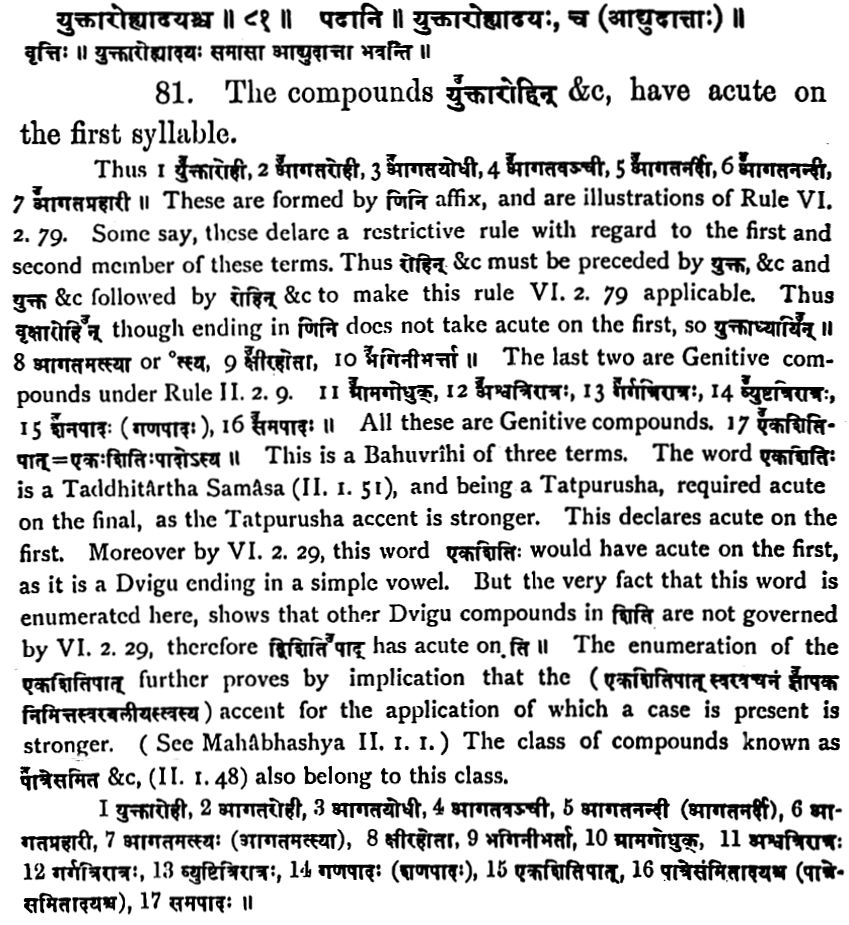 युक्तारोह्यादयश्च ॥ ८१ ॥ पदानि ॥ युक्तारोह्यादयः, च (आद्युदात्ताः) ॥
वृत्तिः ॥ युक्तारोह्यादयः समासा आद्युदात्ता भवन्ति ॥
81. The compounds यु॑क्तारोहिन् &c, have acute on
the first syllable.
Thus 1 यु॑क्तारोही, 2 आ॑गतरोही, 3 आ॑गतयोधी, 4 आ॑गतवञ्ची, 5 आ॑गतनर्दी, 6 आ॑गतनन्दी,
7 आ॑गतप्रहारी ॥ These are formed by णिनि affix, and are illustrations of Rule VI.
2. 79. Some say, these delare a restrictive rule with regard to the first and
second member of these terms. Thus रोहिन् &c must be preceded by युक्त, &c and
युक्त &c followed by रोहिन् &c to make this rule VI. 2. 79 applicable. Thus
वृक्षारोहि॑न् though ending in णिनि does not take acute on the first, so युक्ताध्यायि॑न् ॥
8 आगतमत्स्या or °त्स्य, 9 क्षी॑रहोता, 10 भ॑गिनीभर्त्ता ॥ The last two are Genitive com-
pounds under Rule II. 2. 9. 11 ग्रा॑मगोधुक्, 12 अ॑श्वत्रिरात्रः, 13 ग॑र्गत्रिरात्रः, 14 व्यु॑ष्टत्रिरात्रः,
15 श॑नपादः (गणपादः), 16 स॑मपादः ॥ All these are Genitive compounds. 17 ए॑कशिति-
पात्=एकःशितिःपादोऽस्य ॥ This is a Bahuvrîhi of three terms. The word एकशितिः
is a TaddhitÂrtha SamÂsa (II. 1. 51), and being a Tatpurusha, required acute
on the final, as the Tatpurusha accent is stronger. This declares acute on the
first. Moreover by VI. 2. 29, this word एकशितिः would have acute on the first,
as it is a Dvigu ending in a simple vowel. But the very fact that this word is
enumerated here, shows that other Dvigu compounds in शिति are not governed
by VI. 2. 29, therefore द्विशिति॑पाद् has acute on ति ॥ The enumeration of the
एकशितिपात् further proves by implication that the (एकशितिपात् स्वरवचनं ज्ञा॑पक
निमित्तस्वरबलीयस्त्वस्य) accent for the application of which a case is present is
stronger. (See MahÂbhashya II. 1. 1.) The class of compounds known as
पा॑त्रेसमित &c, (II. 1. 48) also belong to this class.
1 युक्तारोही, 2 आगतरोही, 3 आगतयोधी, 4 आगतवञ्ची, 5 आगतनन्दी (आगतनर्दी), 6 आ-
गतप्रहारी, 7 आगतमत्स्यः (आगतमत्स्या), 8 क्षीरहोता, 9 भगिनीभर्ता, 10 ग्रामगोधुक्, 11 अश्वत्रिरात्रः
12 गर्गत्रिरात्रः, 13 व्युष्टित्रिरात्रः, 14 गणपादः (शणपादः), 15 एकशितिपात्, 16 पात्रेसंमितादयश्च (पात्रे-
समितादयश्च), 17 समपादः ॥